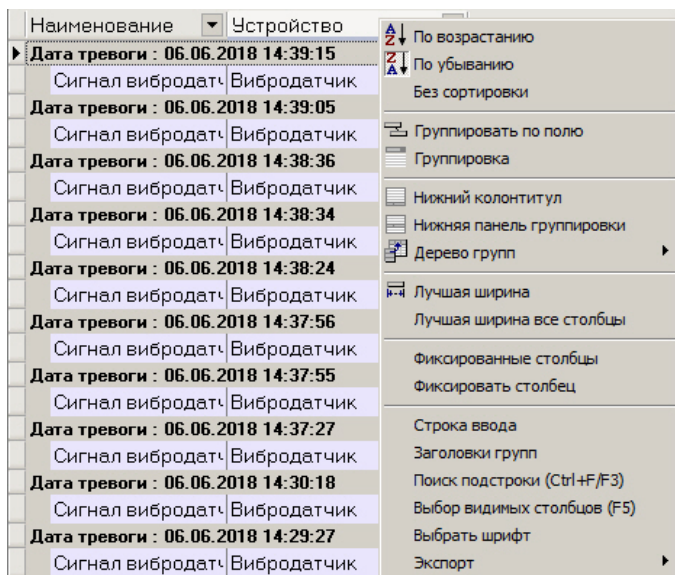 Наименование Устройство
Дата тревоги : 06.06.2018 14:39:15
Сигнал вибродатч Вибродатчик
Дата тревоги : 06.06.2018 14:39:05
Сигнал вибродатч Вибродатчик
Дата тревоги : 06.06.2018 14:38:36
Сигнал вибродатч Вибродатчик
Дата тревоги : 06.06.2018 14:38:34
Сигнал вибродатч Вибродатчик
Дата тревоги : 06.06.2018 14:38:24
Сигнал вибродатч Вибродатчик
Дата тревоги : 06.06.2018 14:37:56
Сигнал вибродатч Вибродатчик
Дата тревоги : 06.06.2018 14:37:55
Сигнал вибродатч Вибродатчик
Дата тревоги : 06.06.2018 14:37:27
Сигнал вибродатч Вибродатчик
Дата тревоги : 06.06.2018 14:30:18
Сигнал вибродатч Вибродатчик
Дата тревоги : 06.06.2018 14:29:27
Сигнал вибродатч Вибродатчик
По возрастанию
По убыванию
Без сортировки
Группировать по полю
Группировка
Нижний колонтитул
Нижняя панель группировки
Дерево групп
Лучшая ширина
Лучшая ширина все столбцы
Фиксированные столбцы
Фиксировать столбец
Строка ввода
Заголовки групп
Поиск подстроки (Ctrl+F/F3)
Выбор видимых столбцов (F5)
Выбрать шрифт
Экспорт